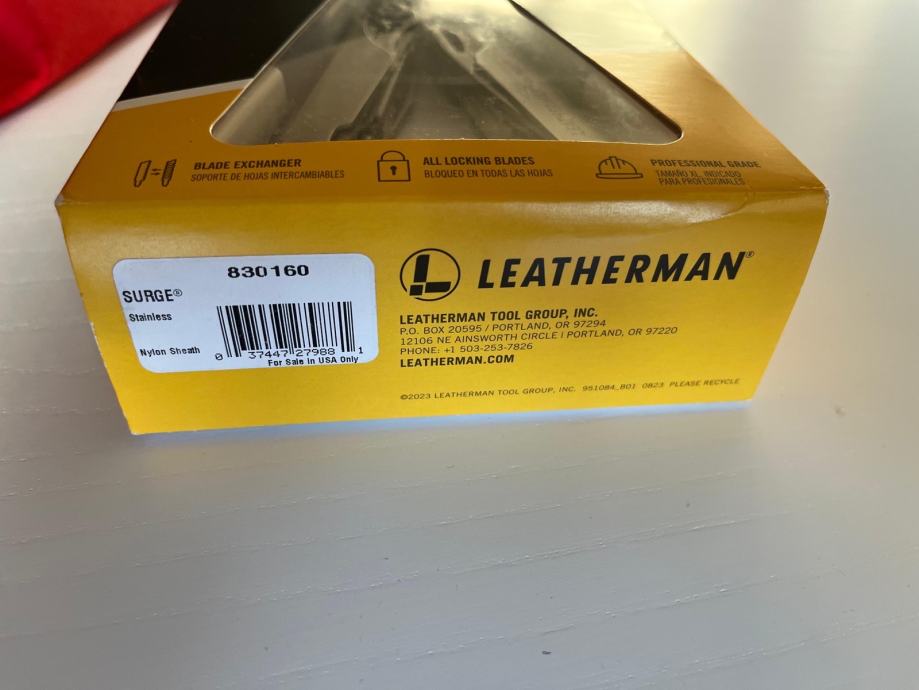 BLADE EXCHANGER
SOPORTE DE HOJAS INTERCAMBIABLES
ALL LOCKING BLADES
BLOQUEO EN TODAS LAS HOJAS
PROFESSIONAL GRADE
TAMAÑO XL, INDICADO
PARA PROFESIONALES
830160
SURGE®
Stainless
Nylon Sheath
0 37447 27988 1
For Sale In USA Only
LEATHERMAN®
LEATHERMAN TOOL GROUP, INC.
P.O. BOX 20595 / PORTLAND, OR 97294
12106 NE AINSWORTH CIRCLE | PORTLAND, OR 97220
PHONE: +1 503-253-7826
LEATHERMAN.COM
©2023 LEATHERMAN TOOL GROUP, INC. 951084_B01 0823 PLEASE RECYCLE